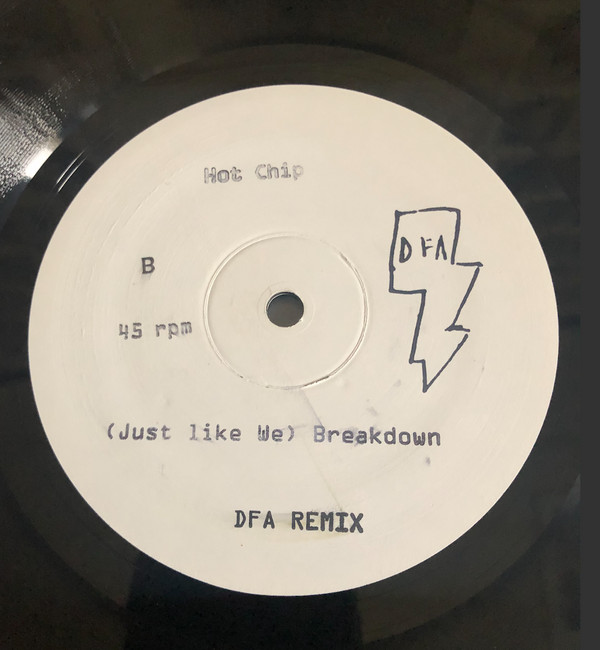 Hot Chip
DFA
B
45 rpm
(Just like We) Breakdown
DFA REMIX